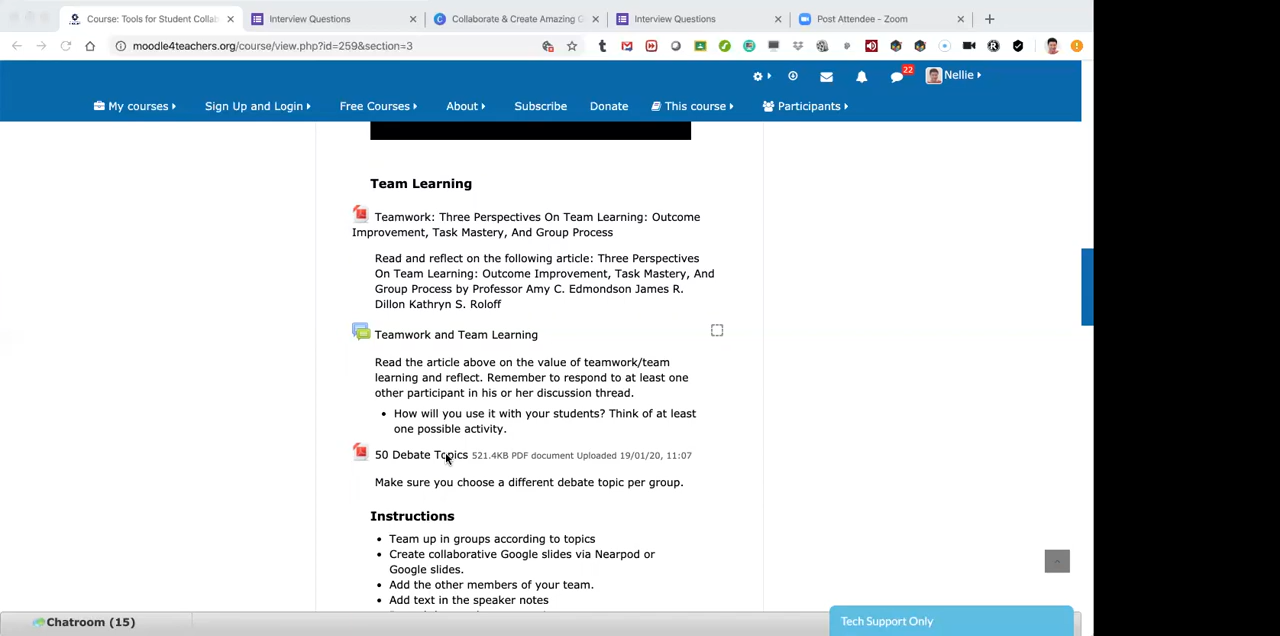 Course: Tools for Student Collab
Interview Questions
Collaborate & Create Amazing G
Interview Questions
Post Attendee - Zoom
moodle4teachers.org/course/view.php?id=259&section=3
22
Nellie
My courses
Sign Up and Login
Free Courses
About
Subscribe
Donate
This course
Participants
Team Learning
Teamwork: Three Perspectives On Team Learning: Outcome
Improvement, Task Mastery, And Group Process
Read and reflect on the following article: Three Perspectives
On Team Learning: Outcome Improvement, Task Mastery, And
Group Process by Professor Amy C. Edmondson James R.
Dillon Kathryn S. Roloff
Teamwork and Team Learning
Read the article above on the value of teamwork/team
learning and reflect. Remember to respond to at least one
other participant in his or her discussion thread.
• How will you use it with your students? Think of at least
one possible activity.
50 Debate Topics 521.4KB PDF document Uploaded 19/01/20, 11:07
Make sure you choose a different debate topic per group.
Instructions
• Team up in groups according to topics
• Create collaborative Google slides via Nearpod or
Google slides.
• Add the other members of your team.
• Add text in the speaker notes
Chatroom (15)
Tech Support Only